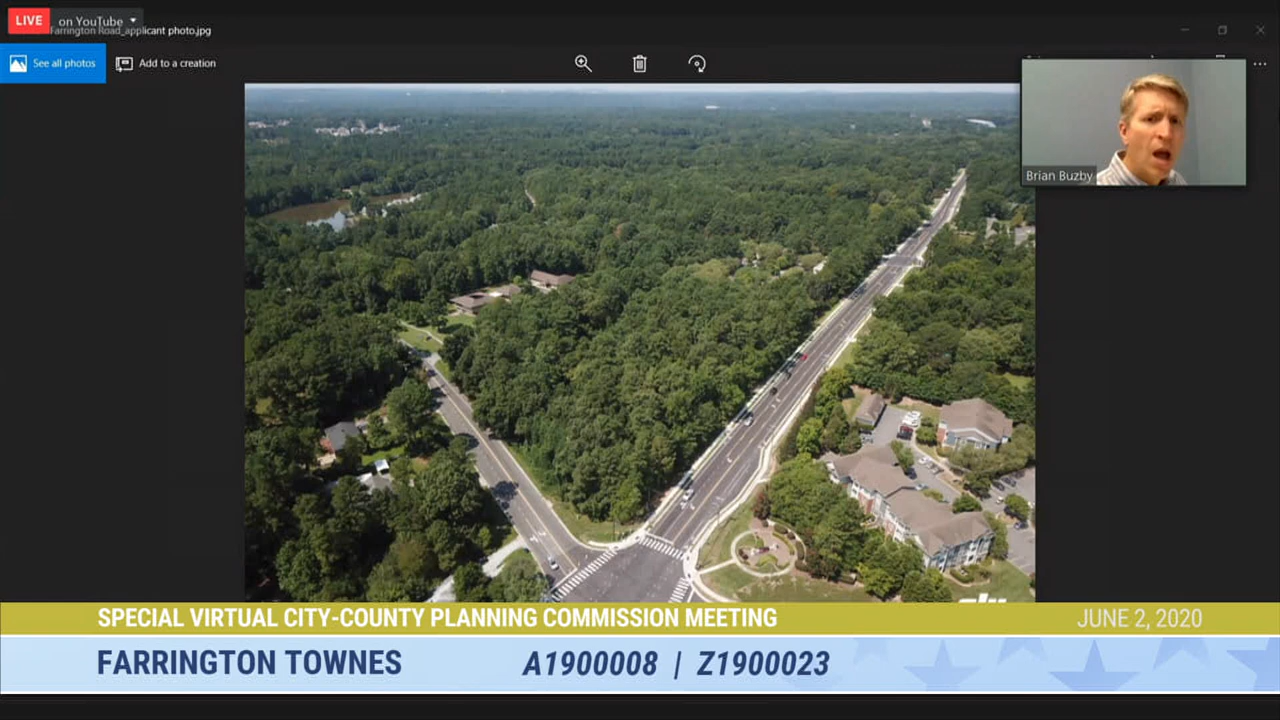 LIVE
on YouTube
Farrington Road_applicant photo.jpg
See all photos
Add to a creation
Brian Buzby
SPECIAL VIRTUAL CITY-COUNTY PLANNING COMMISSION MEETING
JUNE 2, 2020
FARRINGTON TOWNES
A1900008 | Z1900023